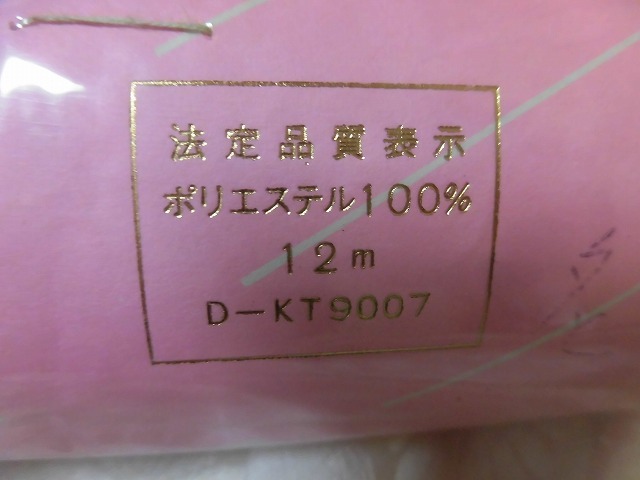 法定品質表示
ポリエステル100%
12m
D-KT9007